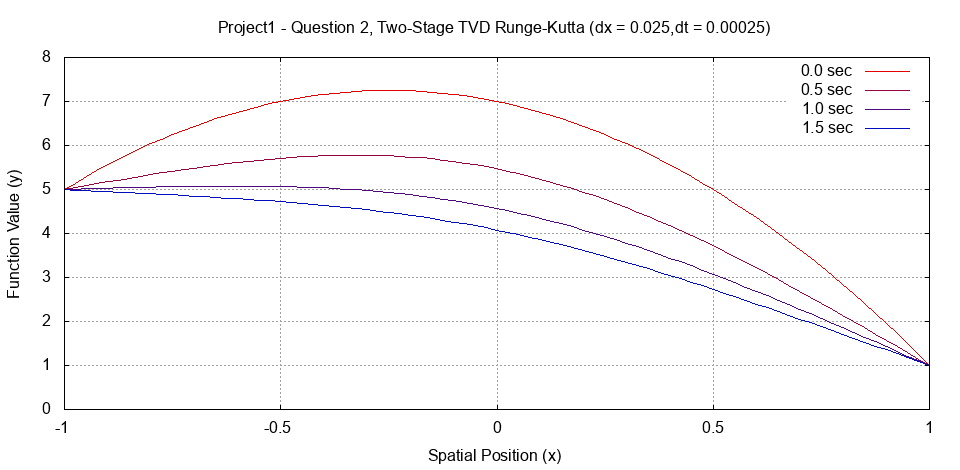 Project1 - Question 2, Two-Stage TVD Runge-Kutta (dx = 0.025,dt = 0.00025)
8
7
6
5
4
3
2
1
0
Function Value (y)
0.0 sec
0.5 sec
1.0 sec
1.5 sec
-1
-0.5
0
0.5
1
Spatial Position (x)